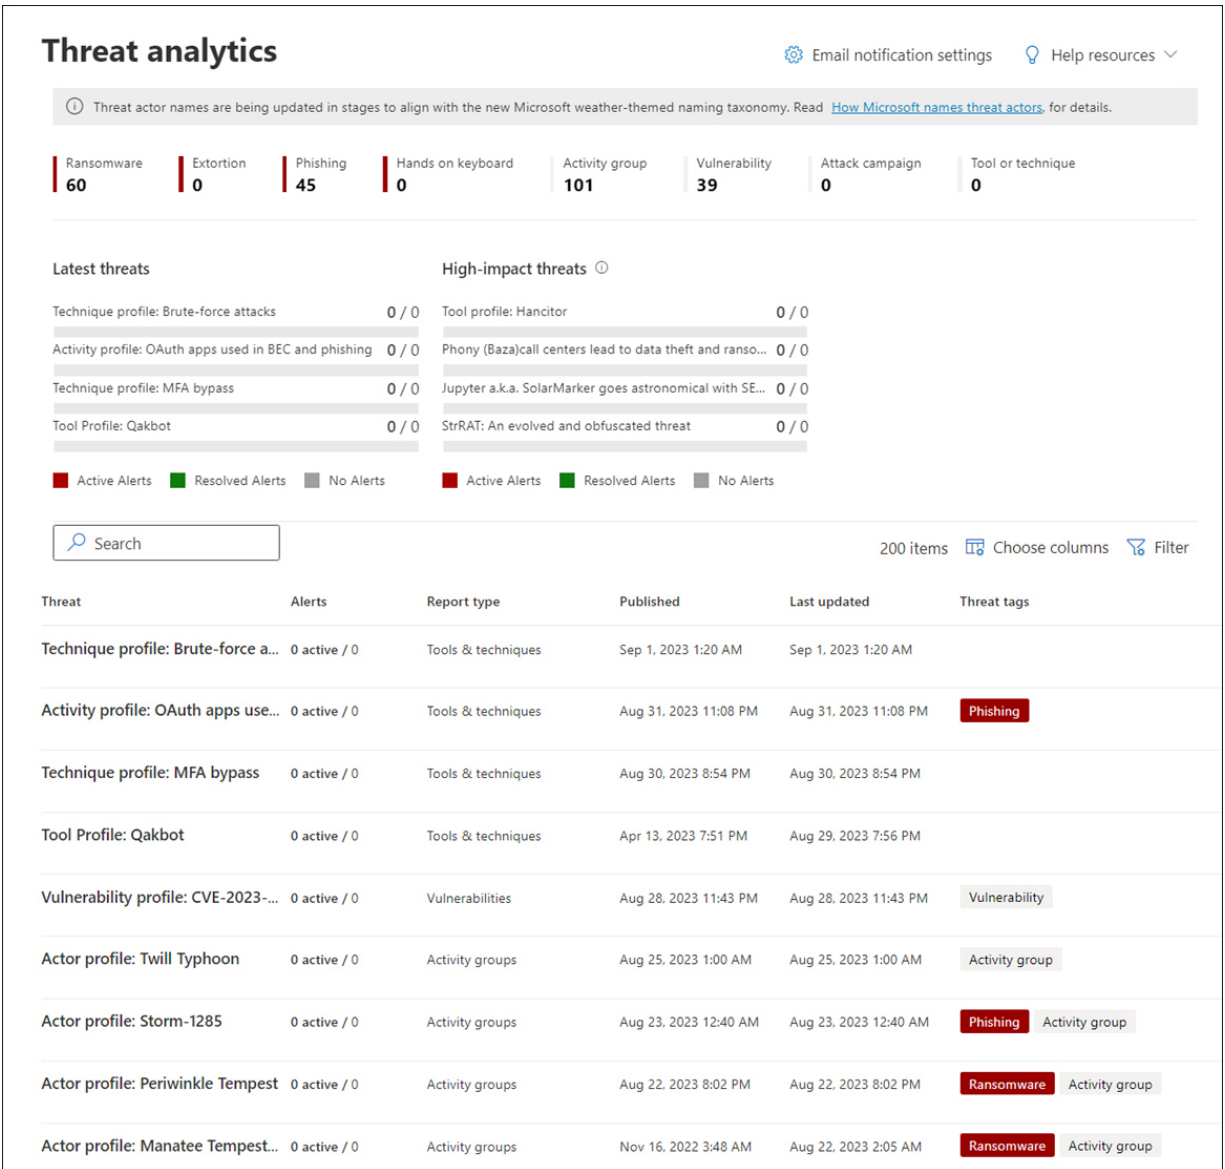 Threat analytics
Email notification settings
Help resources
Threat actor names are being updated in stages to align with the new Microsoft weather-themed naming taxonomy. Read How Microsoft names threat actors, for details.
Ransomware Extortion Phishing Hands on keyboard Activity group Vulnerability Attack campaign Tool or technique
60 0 45 0 101 39 0 0
Latest threats
Technique profile: Brute-force attacks 0 / 0
Activity profile: OAuth apps used in BEC and phishing 0 / 0
Technique profile: MFA bypass 0 / 0
Tool Profile: Qakbot 0 / 0
Active Alerts Resolved Alerts No Alerts
High-impact threats
Tool profile: Hancitor 0 / 0
Phony (Baza)call centers lead to data theft and ranso... 0 / 0
Jupyter a.k.a. SolarMarker goes astronomical with SE... 0 / 0
StrRAT: An evolved and obfuscated threat 0 / 0
Active Alerts Resolved Alerts No Alerts
Search
200 items Choose columns Filter
Threat Alerts Report type Published Last updated Threat tags
Technique profile: Brute-force a... 0 active / 0 Tools & techniques Sep 1, 2023 1:20 AM Sep 1, 2023 1:20 AM
Activity profile: OAuth apps use... 0 active / 0 Tools & techniques Aug 31, 2023 11:08 PM Aug 31, 2023 11:08 PM Phishing
Technique profile: MFA bypass 0 active / 0 Tools & techniques Aug 30, 2023 8:54 PM Aug 30, 2023 8:54 PM
Tool Profile: Qakbot 0 active / 0 Tools & techniques Apr 13, 2023 7:51 PM Aug 29, 2023 7:56 PM
Vulnerability profile: CVE-2023-... 0 active / 0 Vulnerabilities Aug 28, 2023 11:43 PM Aug 28, 2023 11:43 PM Vulnerability
Actor profile: Twill Typhoon 0 active / 0 Activity groups Aug 25, 2023 1:00 AM Aug 25, 2023 1:00 AM Activity group
Actor profile: Storm-1285 0 active / 0 Activity groups Aug 23, 2023 12:40 AM Aug 23, 2023 12:40 AM Phishing Activity group
Actor profile: Periwinkle Tempest 0 active / 0 Activity groups Aug 22, 2023 8:02 PM Aug 22, 2023 8:02 PM Ransomware Activity group
Actor profile: Manatee Tempest... 0 active / 0 Activity groups Nov 16, 2022 3:48 AM Aug 22, 2023 2:05 AM Ransomware Activity group